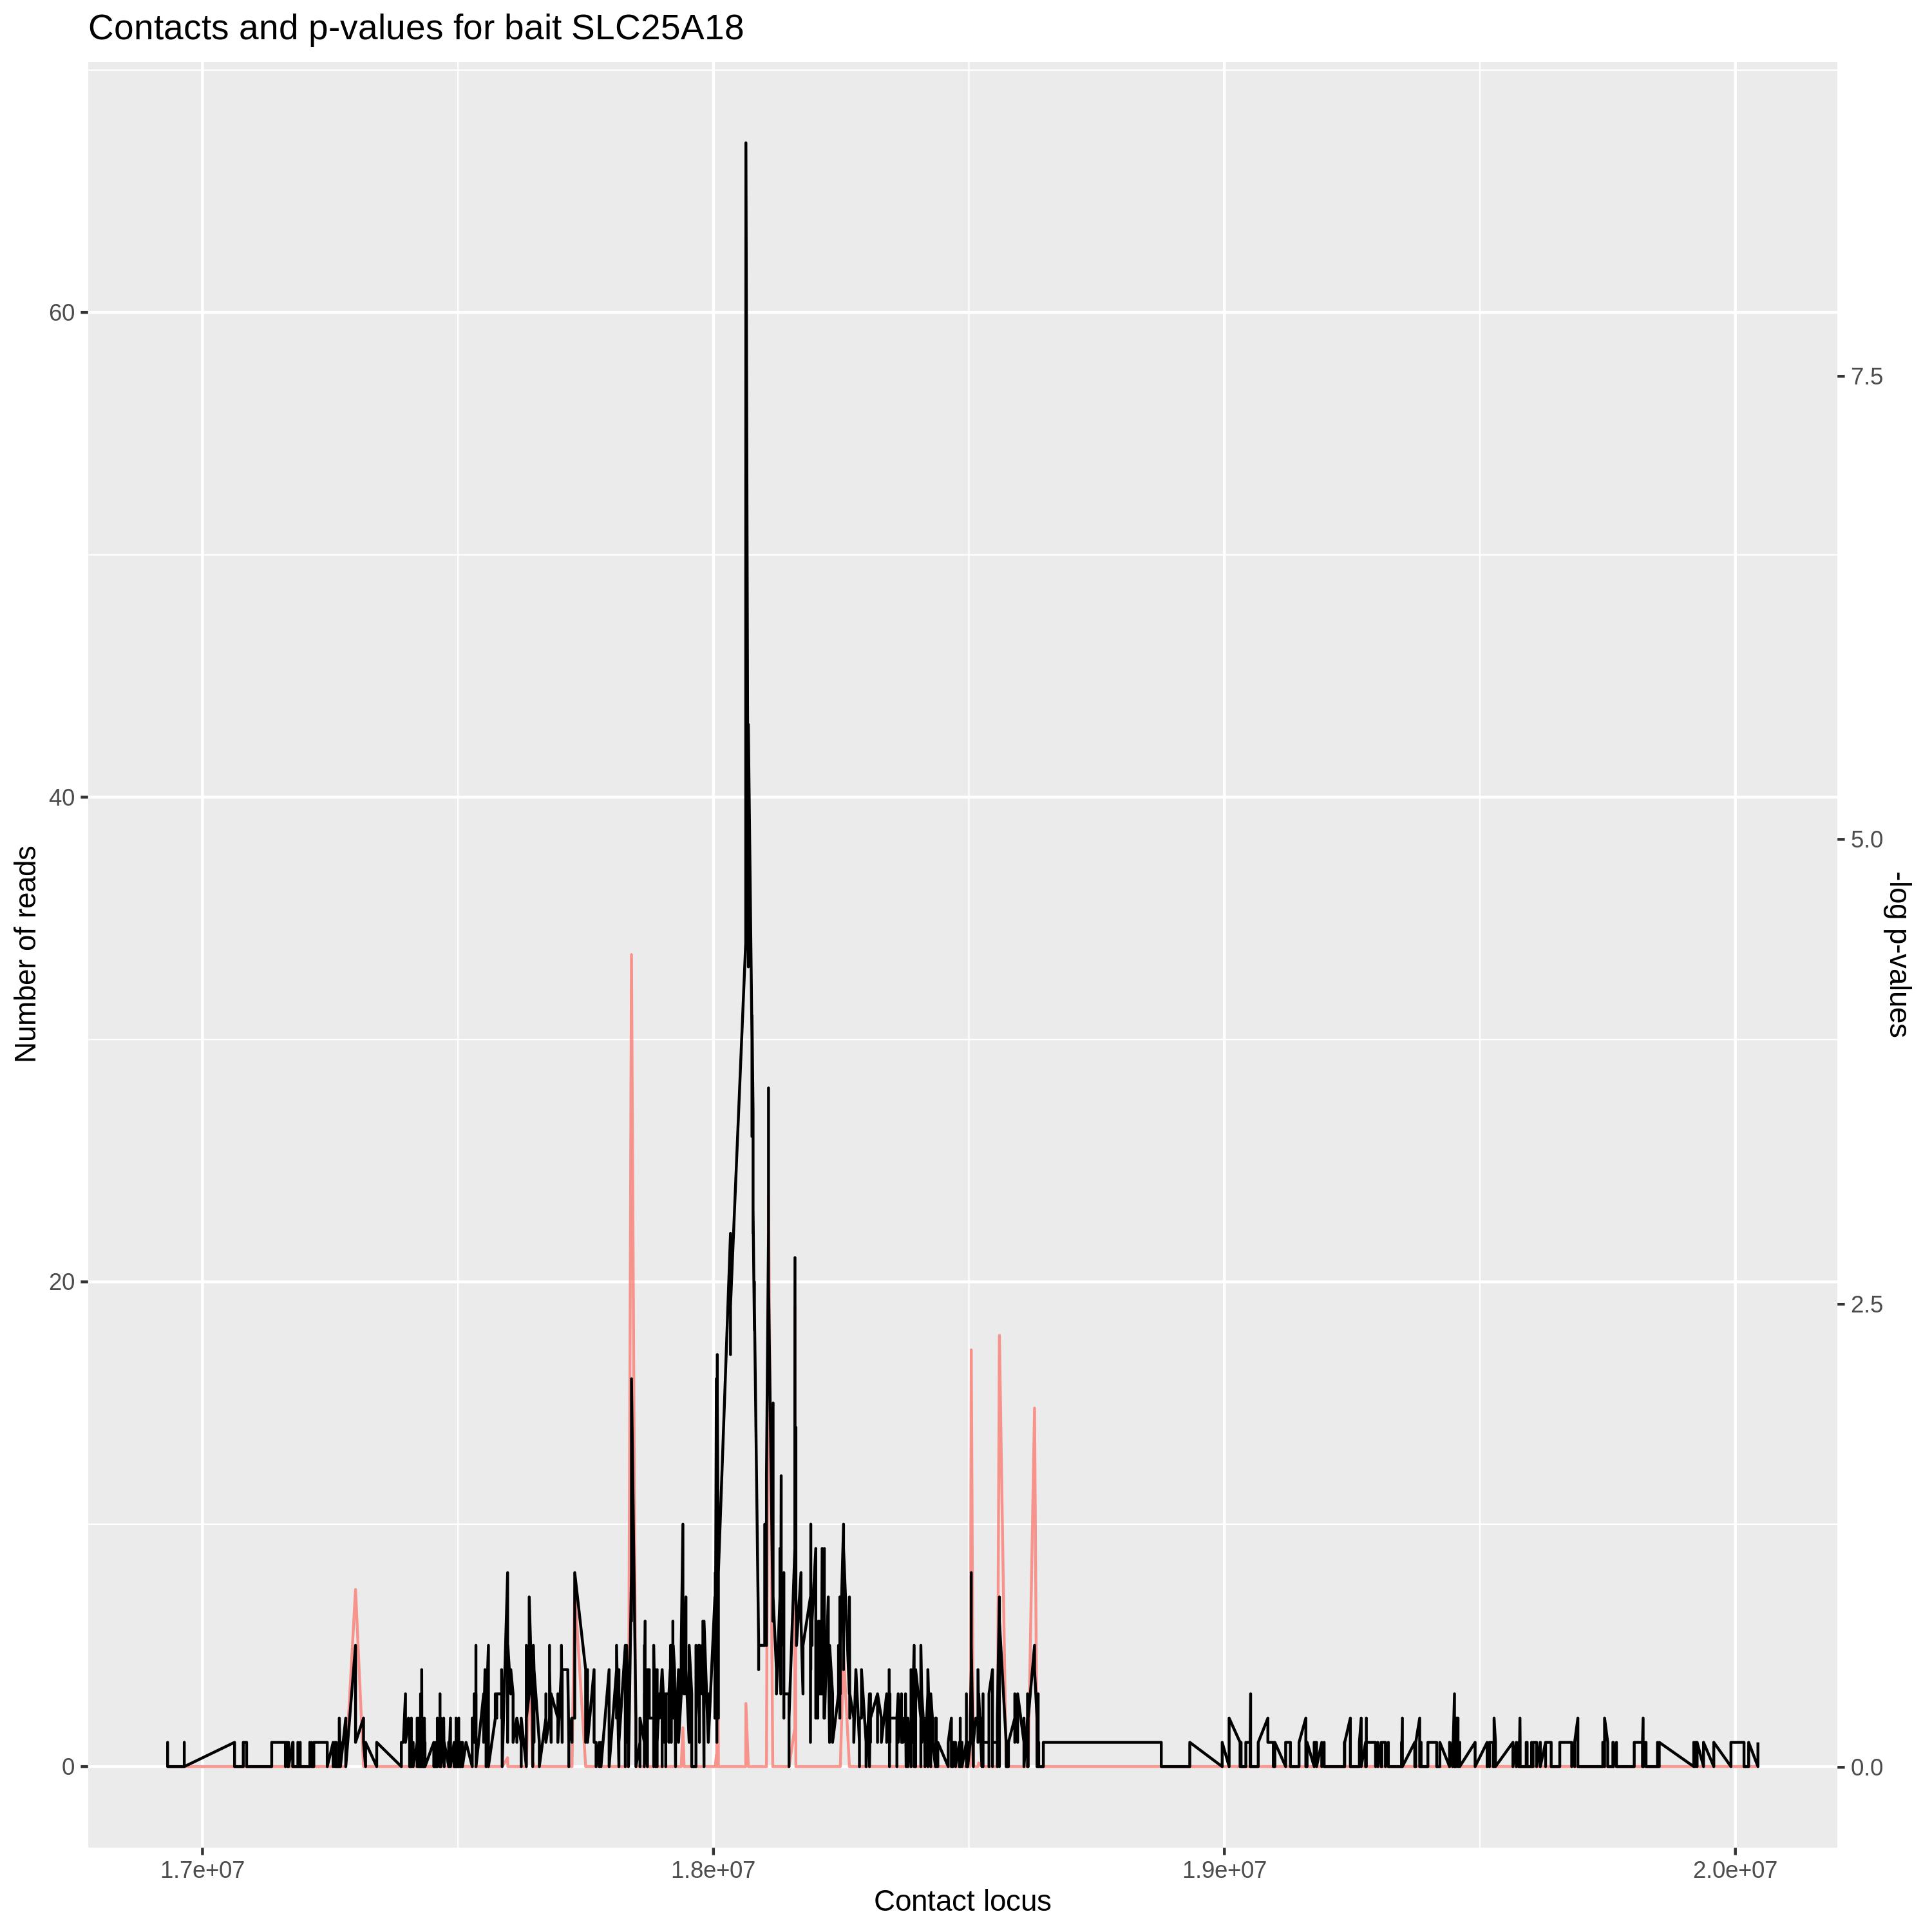 Contacts and p-values for bait SLC25A18
60
40
20
0
Number of reads
7.5
5.0
2.5
0.0
-log p-values
1.7e+07
1.8e+07
1.9e+07
2.0e+07
Contact locus